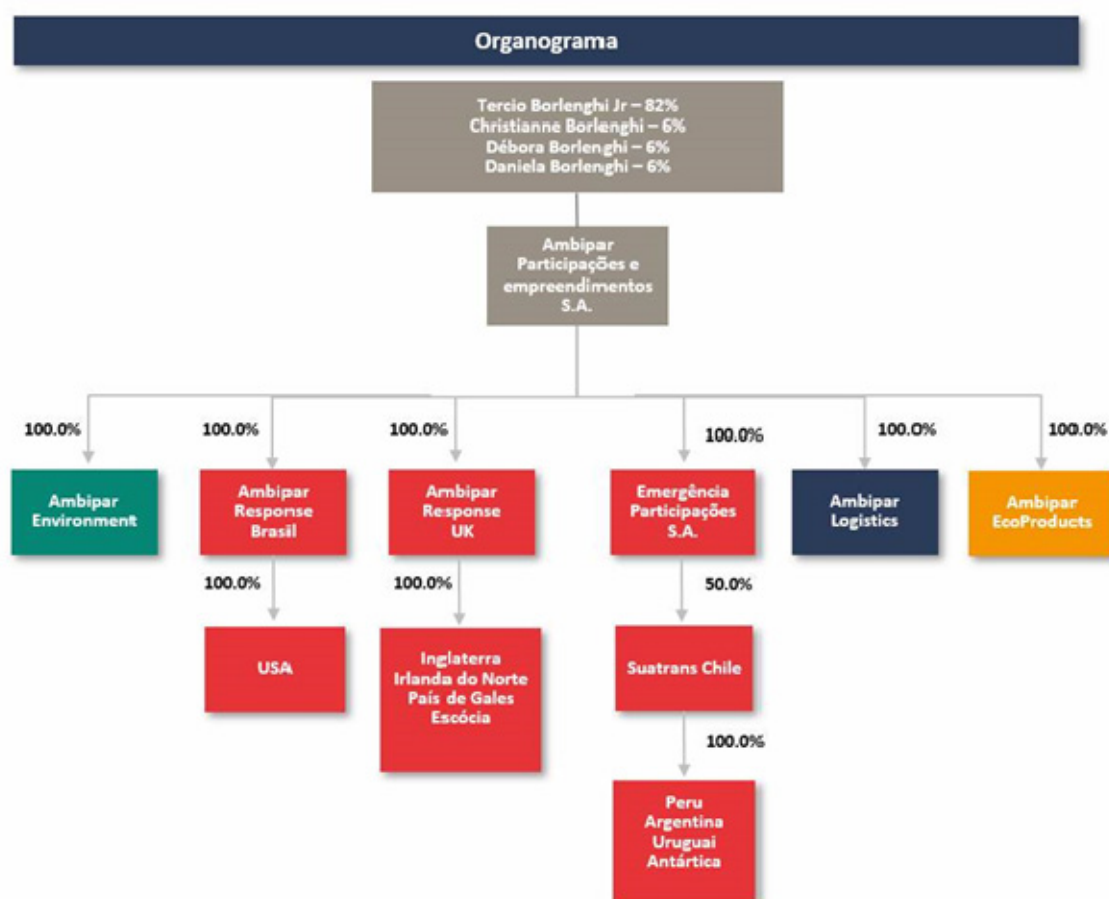 Organograma
Tercio Borlenghi Jr – 82%
Christianne Borlenghi – 6%
Débora Borlenghi – 6%
Daniela Borlenghi – 6%
Ambipar
Participações e
empreendimentos
S.A.
100.0%
100.0%
100.0%
100.0%
100.0%
100.0%
Ambipar
Environment
Ambipar
Response
Brasil
Ambipar
Response
UK
Emergência
Participações
S.A.
Ambipar
Logistics
Ambipar
EcoProducts
100.0%
100.0%
50.0%
USA
Inglaterra
Irlanda do Norte
País de Gales
Escócia
Suatrans Chile
100.0%
Peru
Argentina
Uruguai
Antártica